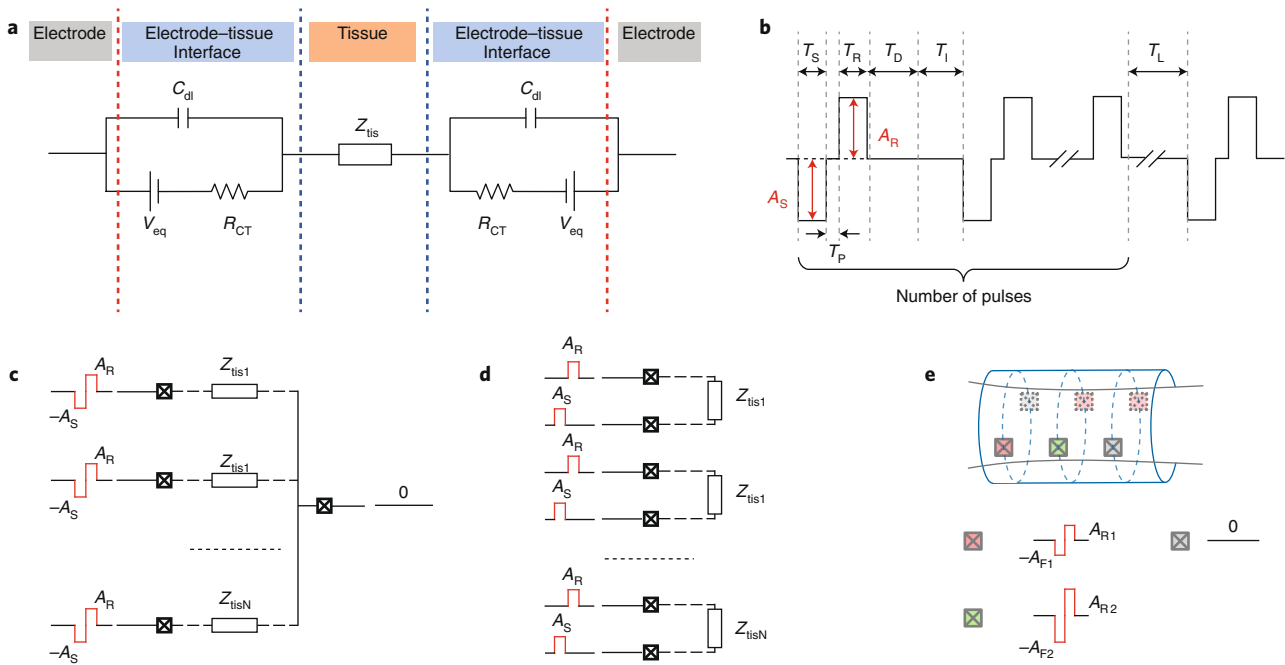 a
Electrode
Electrode–tissue
Interface
Tissue
Electrode–tissue
Interface
Electrode
C_dl
Z_tis
C_dl
V_eq
R_CT
R_CT
V_eq
b
T_S
T_R
T_D
T_I
T_L
A_R
A_S
T_P
Number of pulses
c
A_R
–A_S
Z_tis1
A_R
–A_S
Z_tis1
0
A_R
–A_S
Z_tisN
d
A_R
A_S
Z_tis1
A_R
A_S
Z_tis1
A_R
A_S
Z_tisN
e
A_R1
–A_F1
0
A_R2
–A_F2